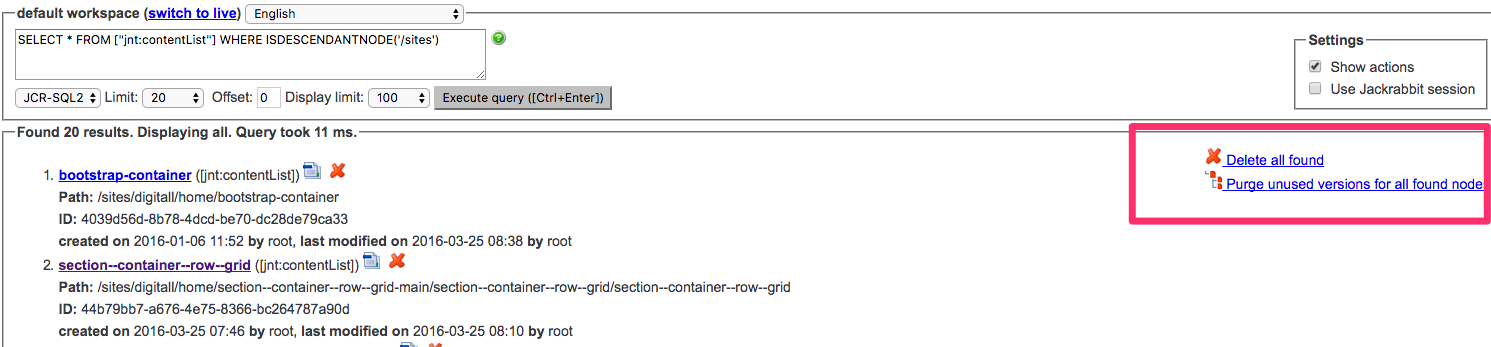 default workspace (switch to live) English
SELECT * FROM ["jnt:contentList"] WHERE ISDESCENDANTNODE('/sites')
Settings
Show actions
Use Jackrabbit session
JCR-SQL2 Limit: 20 Offset: 0 Display limit: 100 Execute query ([Ctrl+Enter])
Found 20 results. Displaying all. Query took 11 ms.
Delete all found
Purge unused versions for all found node
1. bootstrap-container ([jnt:contentList])
Path: /sites/digitall/home/bootstrap-container
ID: 4039d56d-8b78-4dcd-be70-dc28de79ca33
created on 2016-01-06 11:52 by root, last modified on 2016-03-25 08:38 by root
2. section--container--row--grid ([jnt:contentList])
Path: /sites/digitall/home/section--container--row--grid-main/section--container--row--grid/section--container--row--grid
ID: 44b79bb7-a676-4e75-8366-bc264787a90d
created on 2016-03-25 07:46 by root, last modified on 2016-03-25 08:10 by root